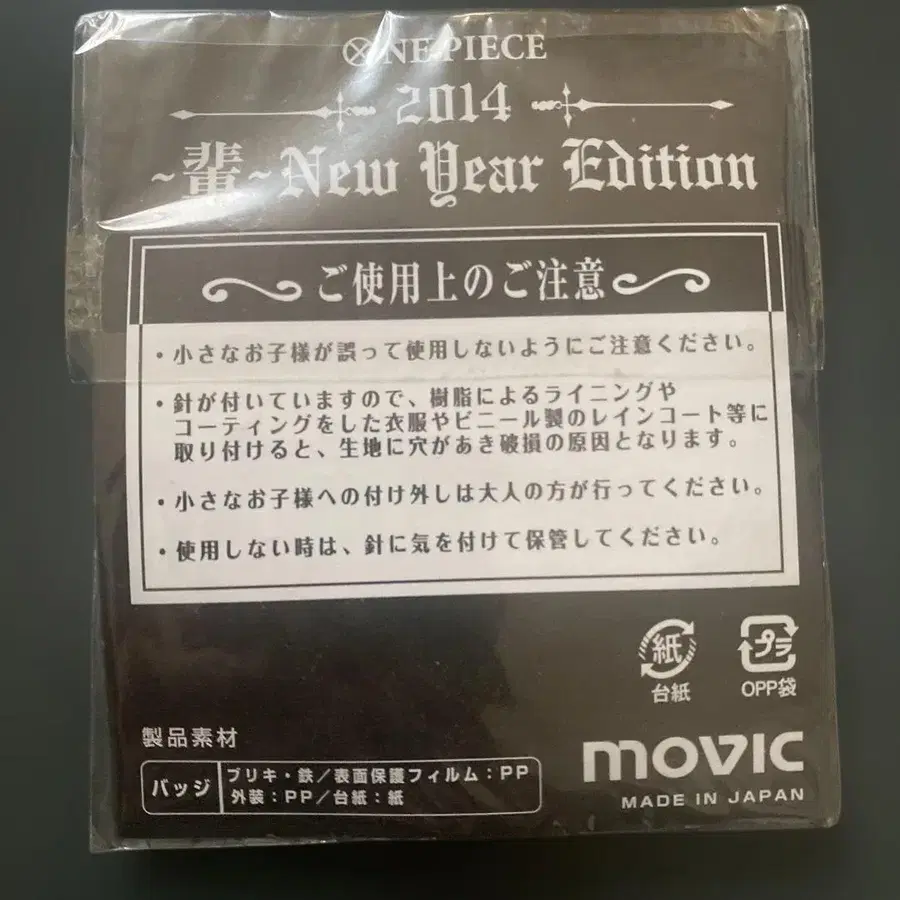 ONE PIECE
2014
~輩~New Year Edition
ご使用上のご注意
・小さなお子様が誤って使用しないようにご注意ください。
・針が付いていますので、樹脂によるライニングや
コーティングをした衣服やビニール製のレインコート等に
取り付けると、生地に穴があき破損の原因となります。
・小さなお子様への付け外しは大人の方が行ってください。
・使用しない時は、針に気を付けて保管してください。
紙
台紙
プラ
OPP袋
製品素材
バッジ
ブリキ・鉄/表面保護フィルム:PP
外装:PP/台紙:紙
movic
MADE IN JAPAN